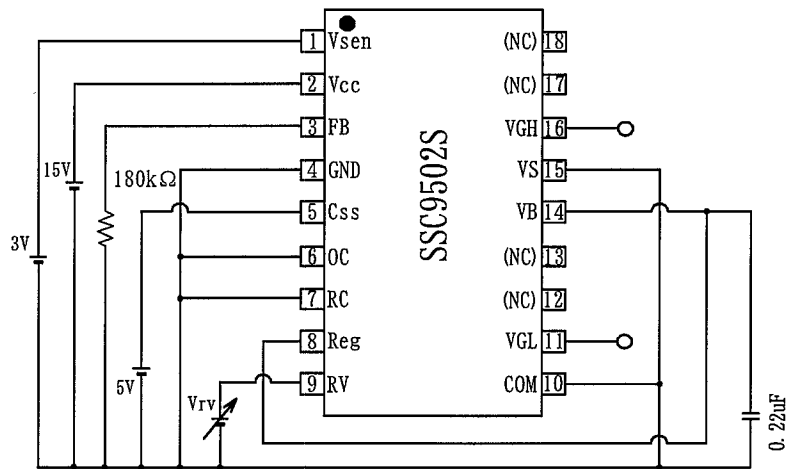 1 Vsen
2 Vcc
3 FB
4 GND
5 Css
6 OC
7 RC
8 Reg
9 RV
SSC9502S
(NC) 18
(NC) 17
VGH 16
VS 15
VB 14
(NC) 13
(NC) 12
VGL 11
COM 10
3V
15V
180kΩ
5V
Vrv
0.22uF